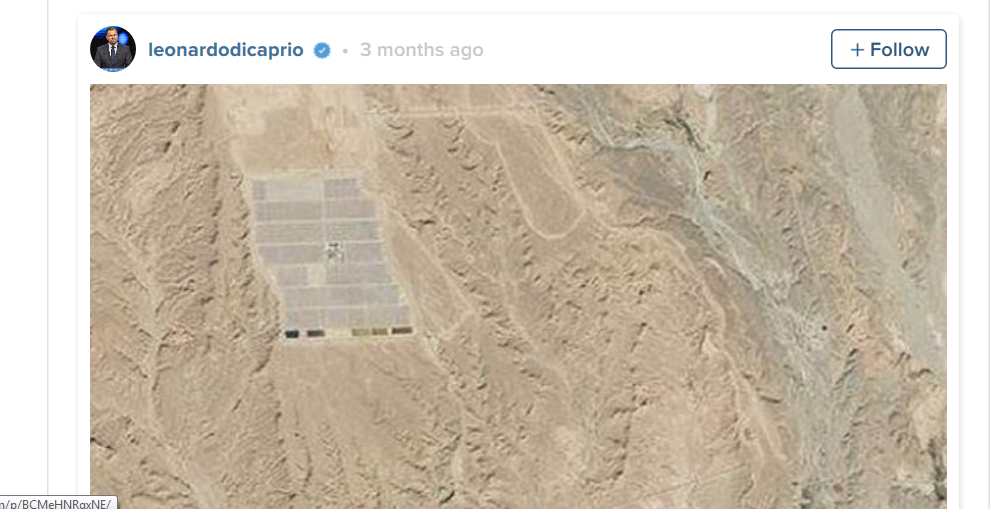 leonardodicaprio • 3 months ago
+ Follow
n/p/BCMeHNRqxNE/